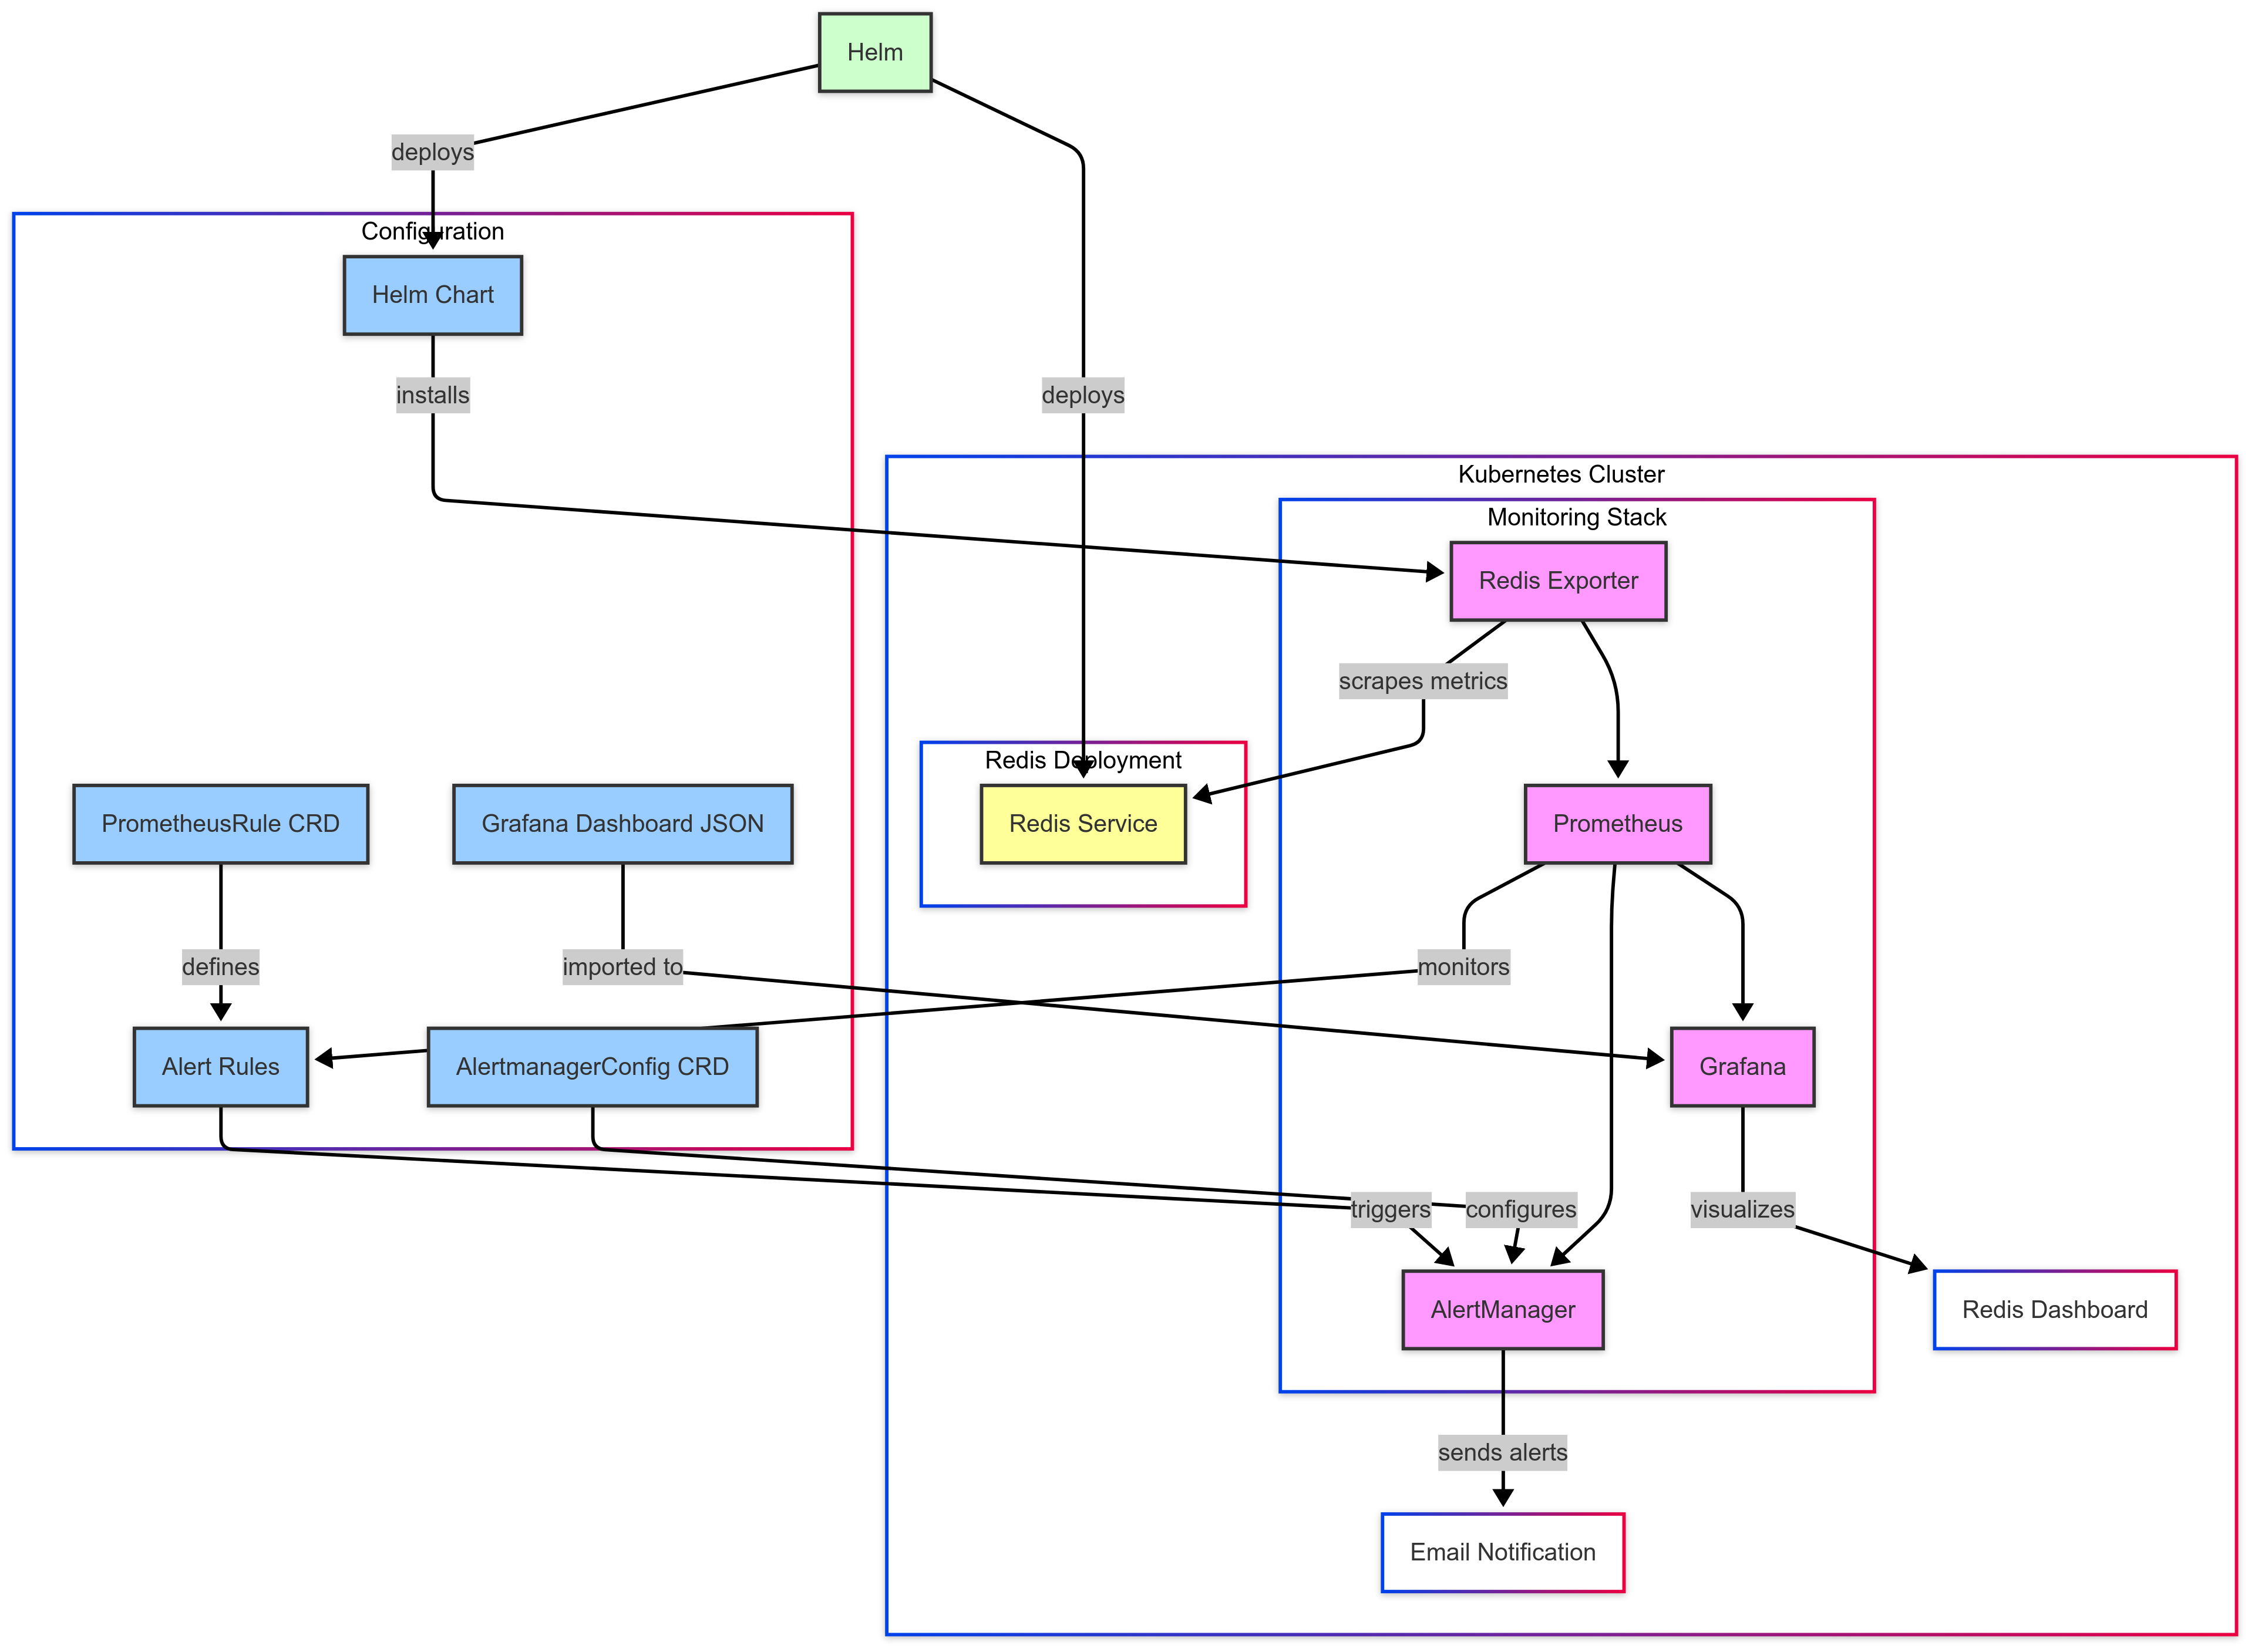 Helm
deploys
Configuration
Helm Chart
installs
deploys
Kubernetes Cluster
Monitoring Stack
Redis Exporter
scrapes metrics
Redis Deployment
PrometheusRule CRD
Grafana Dashboard JSON
Redis Service
Prometheus
defines
imported to
monitors
Alert Rules
AlertmanagerConfig CRD
Grafana
triggers
configures
visualizes
AlertManager
Redis Dashboard
sends alerts
Email Notification